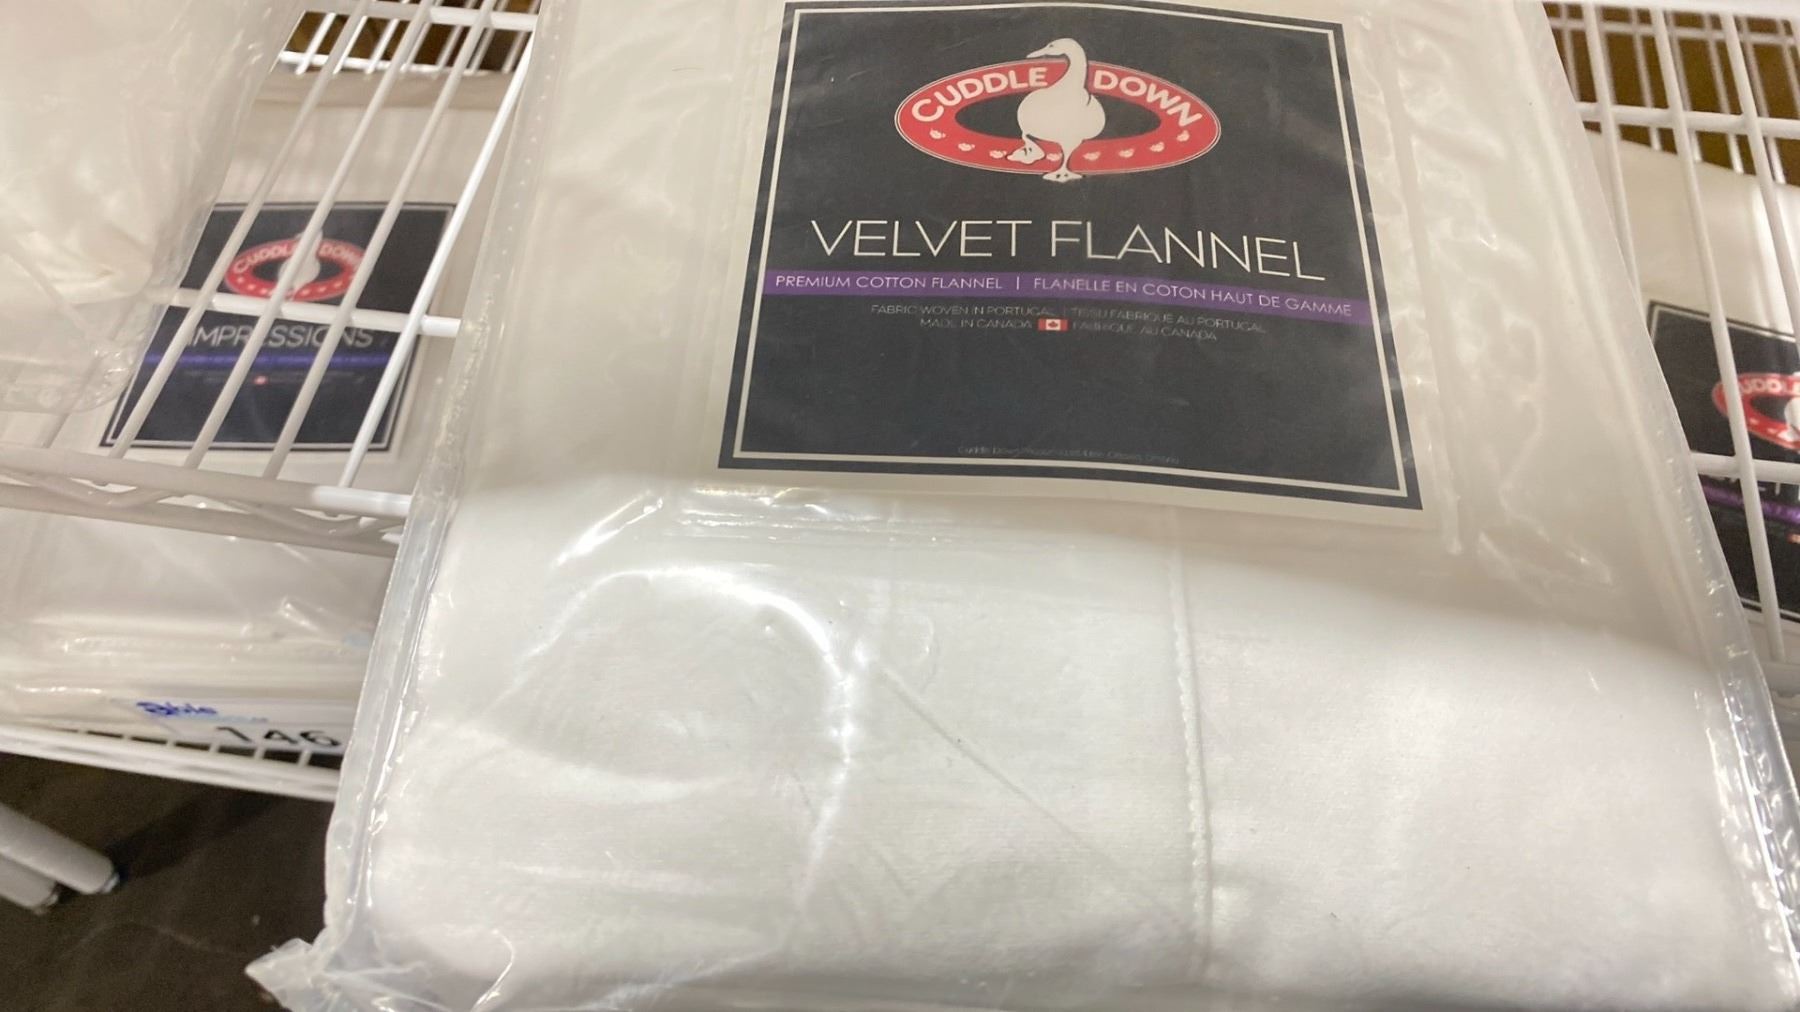 CUDDLE DOWN
VELVET FLANNEL
PREMIUM COTTON FLANNEL | FLANELLE EN COTON HAUT DE GAMME
FABRIC WOVEN IN PORTUGAL | TISSU FABRIQUÉ AU PORTUGAL
MADE IN CANADA FABRIQUÉ AU CANADA
CUDDLE DOWN
IMPRESSIONS
146